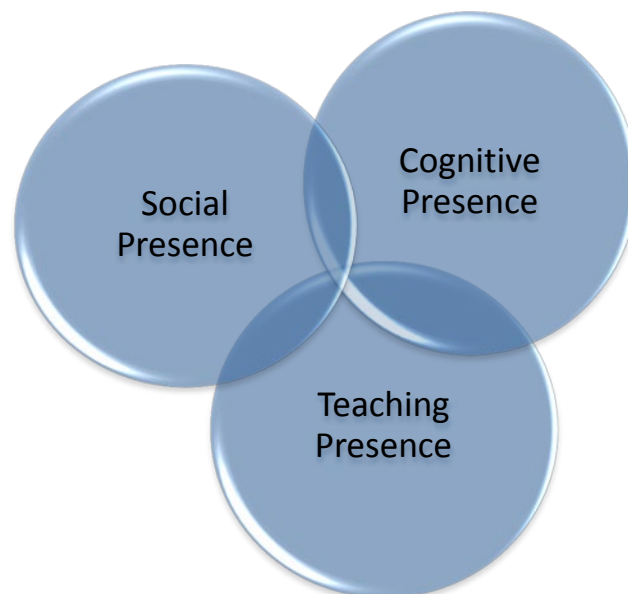 Social
Presence
Cognitive
Presence
Teaching
Presence